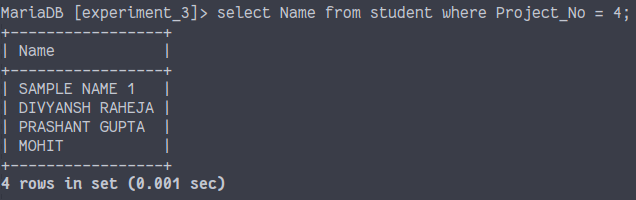 MariaDB [experiment_3]> select Name from student where Project_No = 4;
+-----------------+
| Name            |
+-----------------+
| SAMPLE NAME 1   |
| DIVYANSH RAHEJA |
| PRASHANT GUPTA  |
| MOHIT           |
+-----------------+
4 rows in set (0.001 sec)